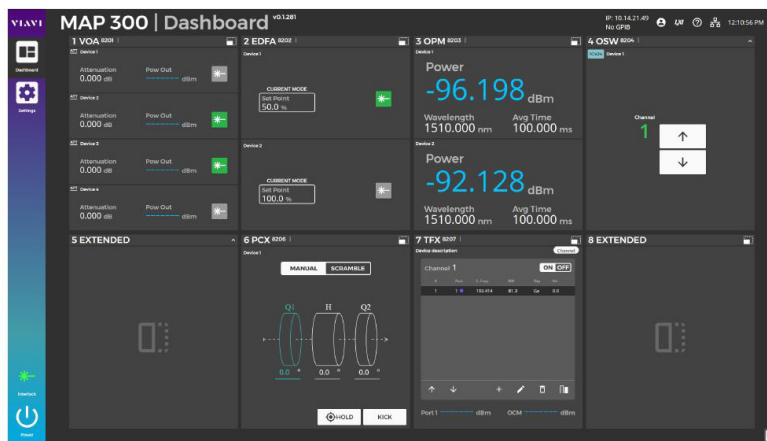 VIAVI
MAP 300 | Dashboard v0.1.281
IP: 10.14.21.49
No GPIB
12:10:56 PM
Dashboard
Settings
Interlock
Power
1 VOA 8201
Device 1
Attenuation
0.000 dB
Pow Out
-------- dBm
Device 2
Attenuation
0.000 dB
Pow Out
-------- dBm
Device 3
Attenuation
0.000 dB
Pow Out
-------- dBm
Device 4
Attenuation
0.000 dB
Pow Out
-------- dBm
2 EDFA 8202
Device 1
CURRENT MODE
Set Point
50.0 %
Device 2
CURRENT MODE
Set Point
100.0 %
3 OPM 8203
Device 1
Power
-96.198 dBm
Wavelength
1510.000 nm
Avg Time
100.000 ms
Device 2
Power
-92.128 dBm
Wavelength
1510.000 nm
Avg Time
100.000 ms
4 OSW 8204
Device 1
Channel
1
5 EXTENDED
6 PCX 8206
Device 1
MANUAL SCRAMBLE
Q1 H Q2
0.0 ° 0.0 ° 0.0 °
HOLD KICK
7 TFX 8207
Device description
Channel
Channel 1
ON OFF
1 1 193.414 81.3 0.0
Port 1 -------- dBm OCM -------- dBm
8 EXTENDED